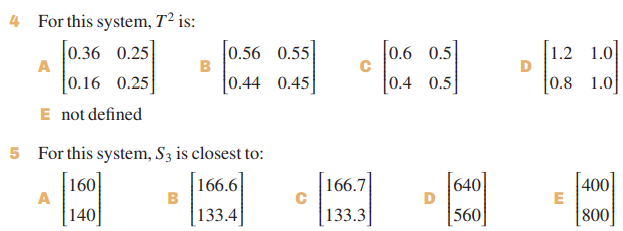 4 For this system, T² is:
A [0.36 0.25] B [0.56 0.55] C [0.6 0.5] D [1.2 1.0]
[0.16 0.25] [0.44 0.45] [0.4 0.5] [0.8 1.0]
E not defined
5 For this system, S₃ is closest to:
A [160] B [166.6] C [166.7] D [640] E [400]
[140] [133.4] [133.3] [560] [800]